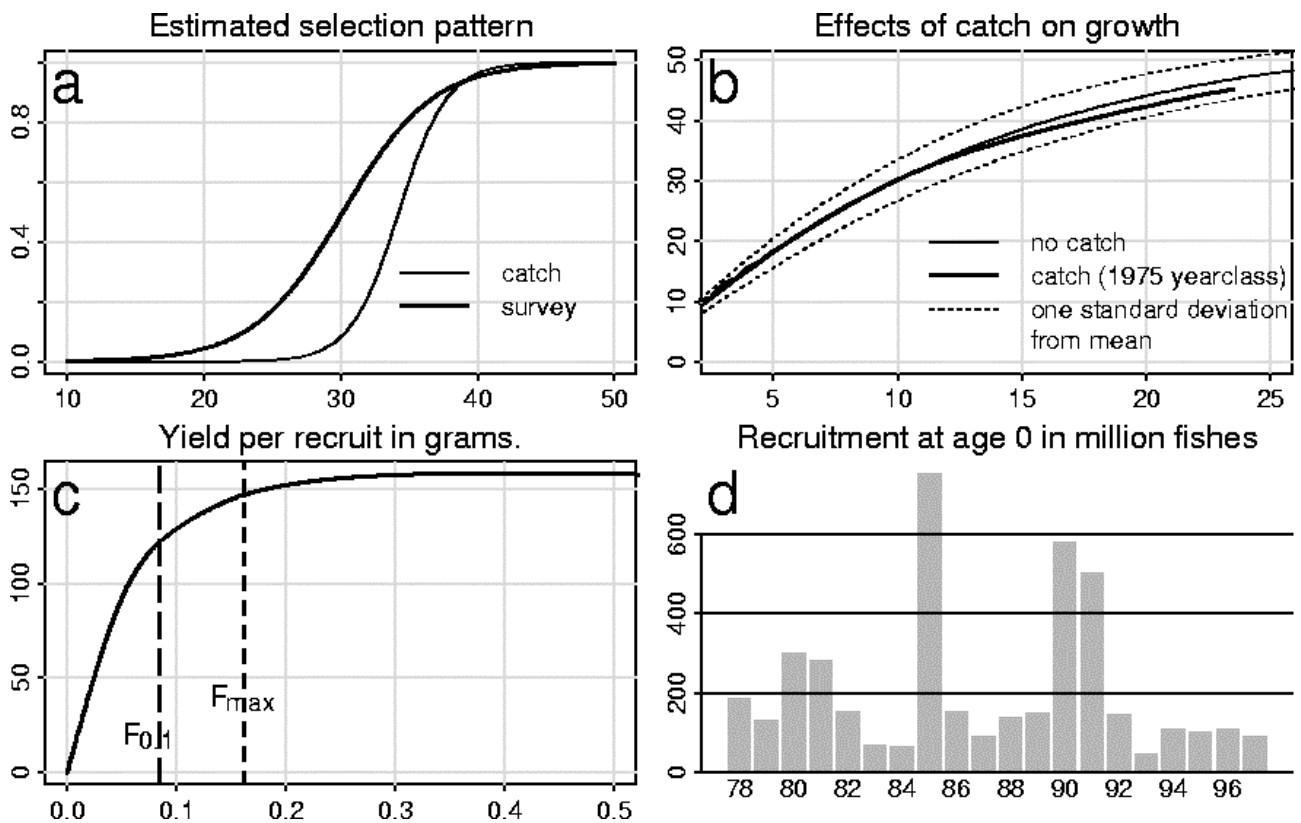 Estimated selection pattern
a
0.8
0.4
0.0
catch
survey
10 20 30 40 50
Effects of catch on growth
b
50
40
30
20
10
0
no catch
catch (1975 yearclass)
one standard deviation
from mean
5 10 15 20 25
Yield per recruit in grams.
c
150
100
50
0
Fmax
F0.1
0.0 0.1 0.2 0.3 0.4 0.5
Recruitment at age 0 in million fishes
d
600
400
200
0
78 80 82 84 86 88 90 92 94 96